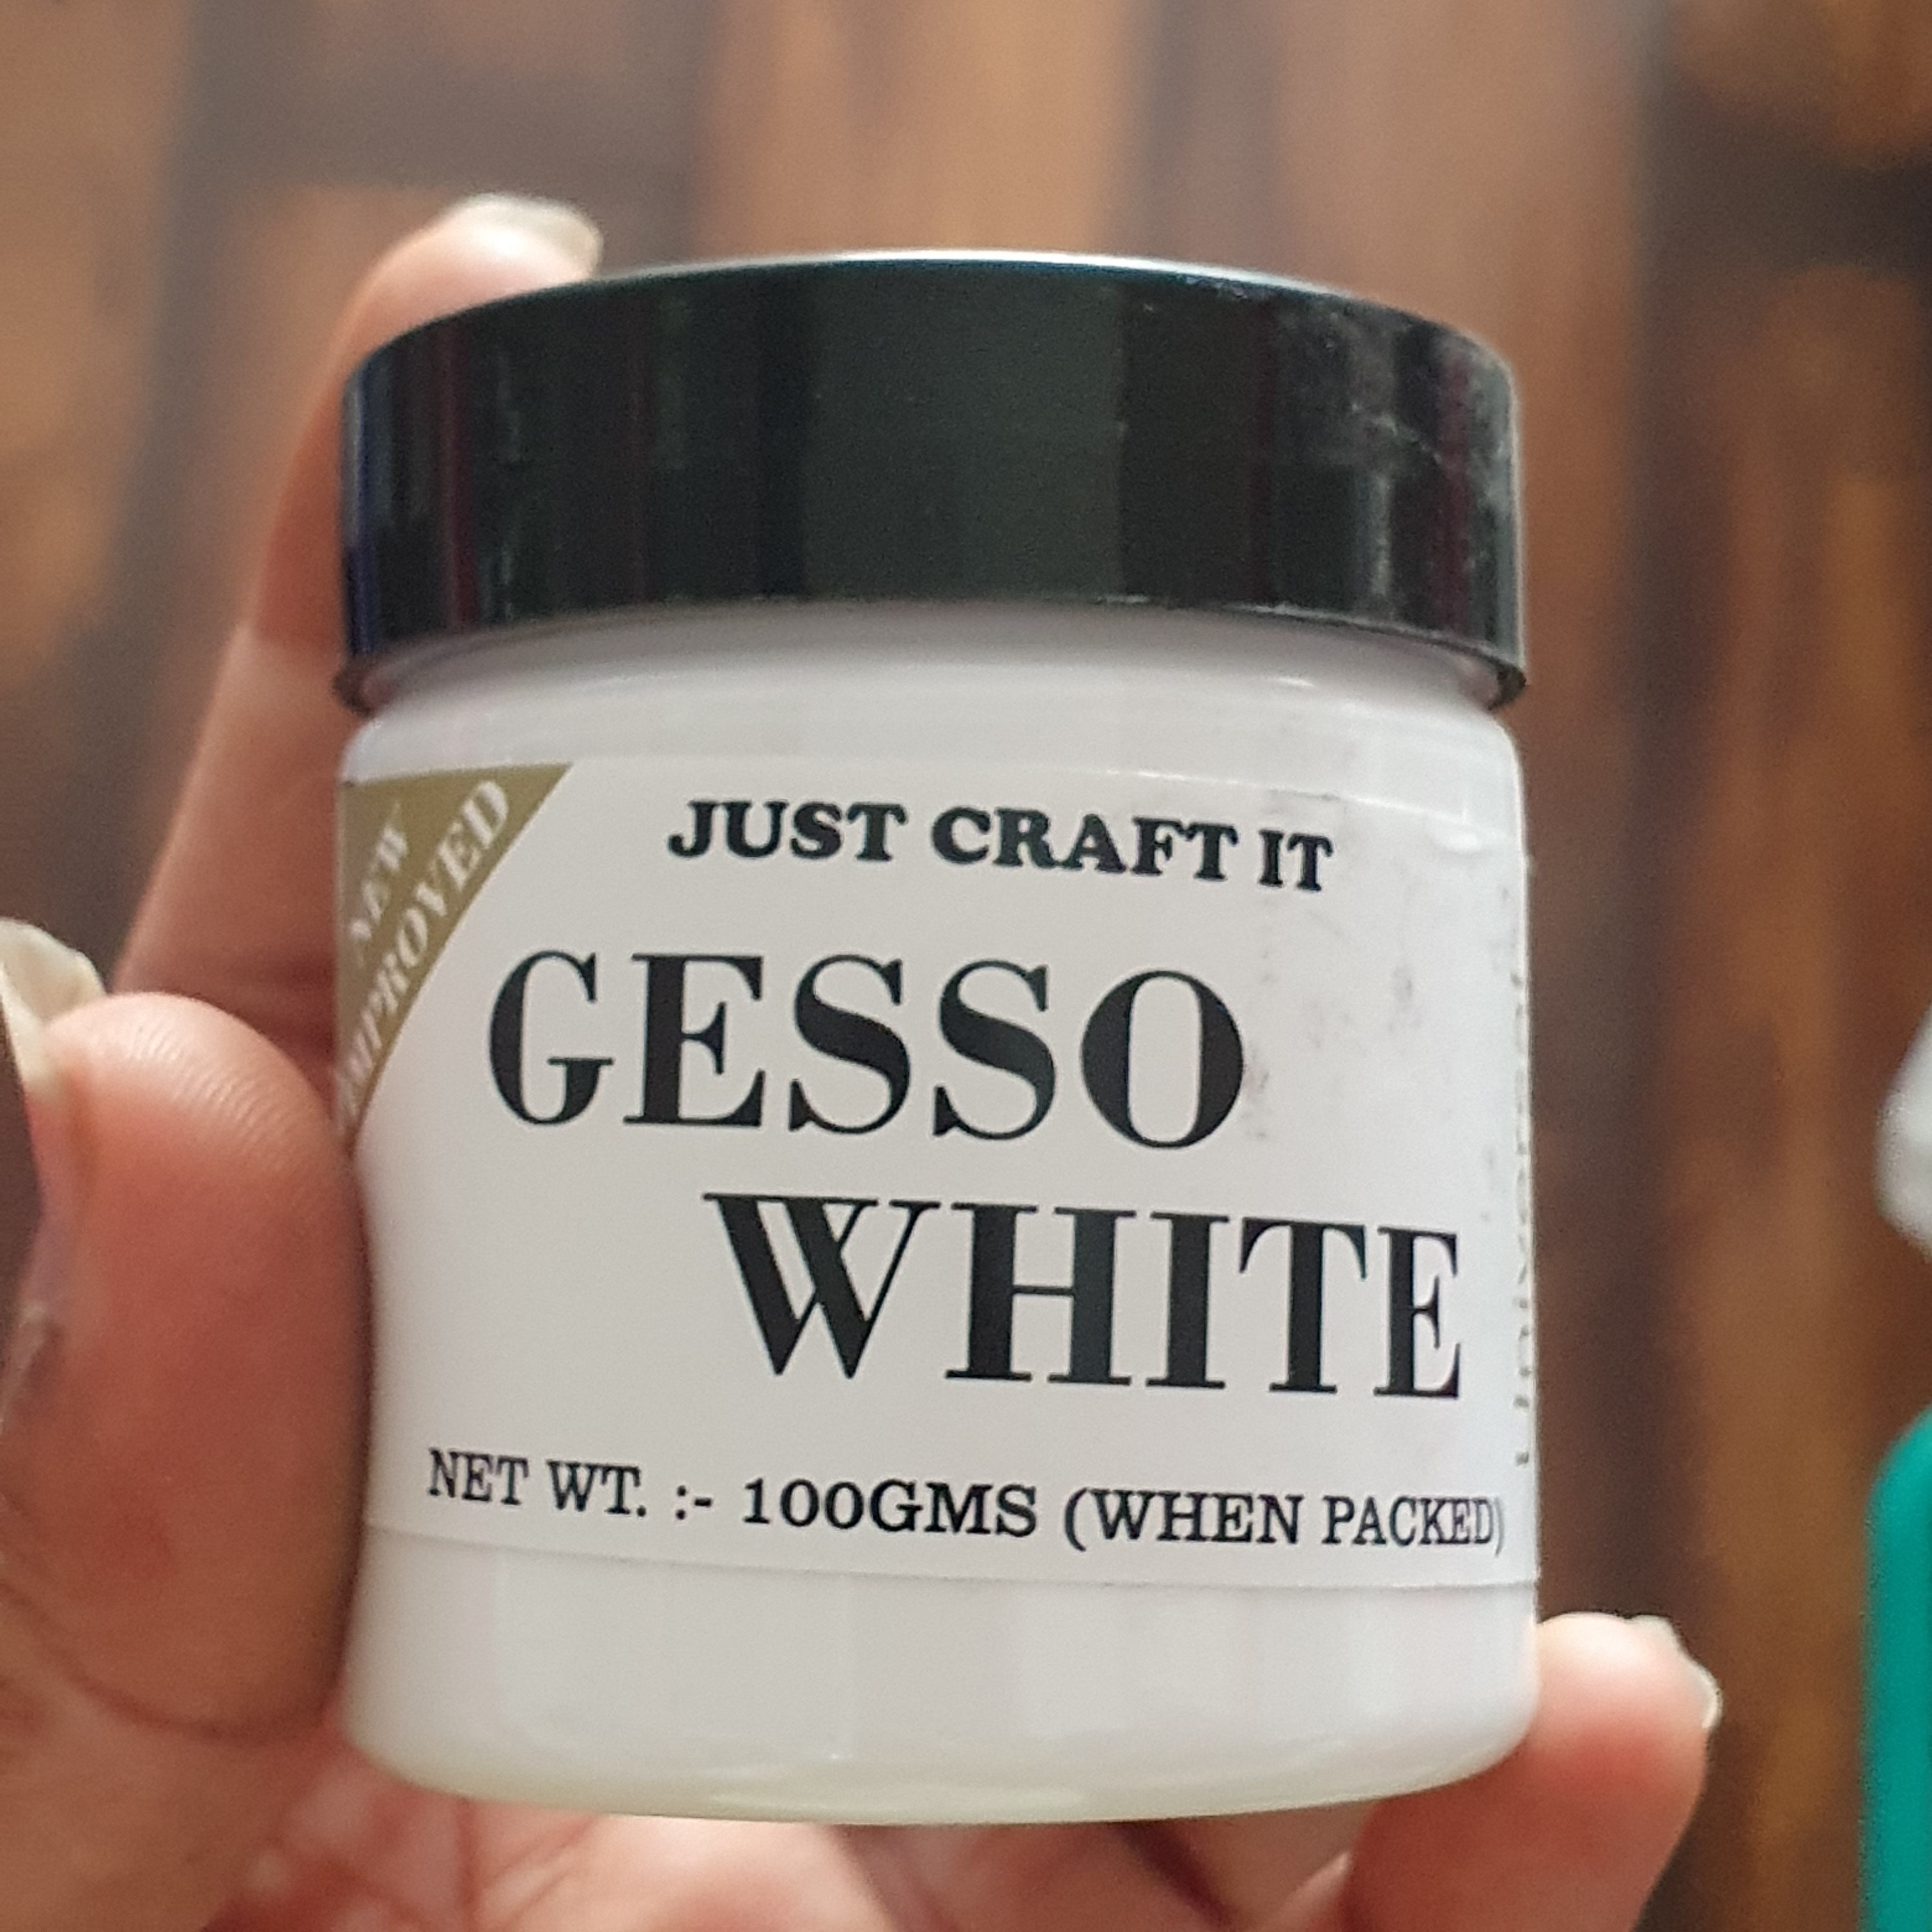 NEW
IMPROVED
JUST CRAFT IT
GESSO
WHITE
NET WT. :- 100GMS (WHEN PACKED)